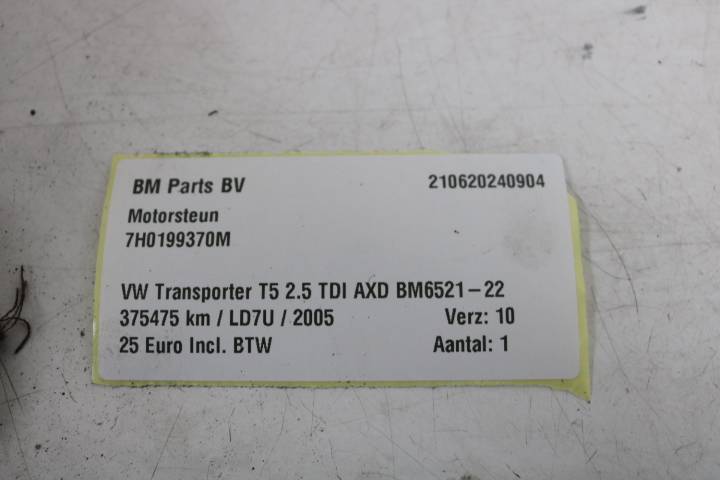 BM Parts BV 210620240904
Motorsteun
7H0199370M
VW Transporter T5 2.5 TDI AXD BM6521-22
375475 km / LD7U / 2005 Verz: 10
25 Euro Incl. BTW Aantal: 1